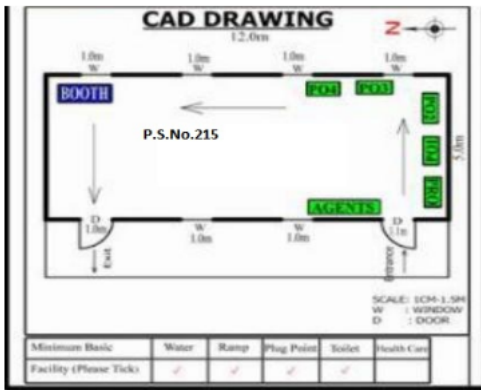 CAD DRAWING
12.0m
N
1.0m
W
1.0m
W
1.0m
W
1.0m
W
BOOTH
PO4
PO3
PO2
PO1
PRO
5.0m
P.S.No.215
AGENTS
D
1.0m
W
1.0m
W
1.0m
D
1.1m
Exit
Entrance
SCALE: 1CM-1.5M
W : WINDOW
D : DOOR
Minimum Basic Water Ramp Plug Point Toilet Health Care
Facility (Please Tick) ✓ ✓ ✓ ✓